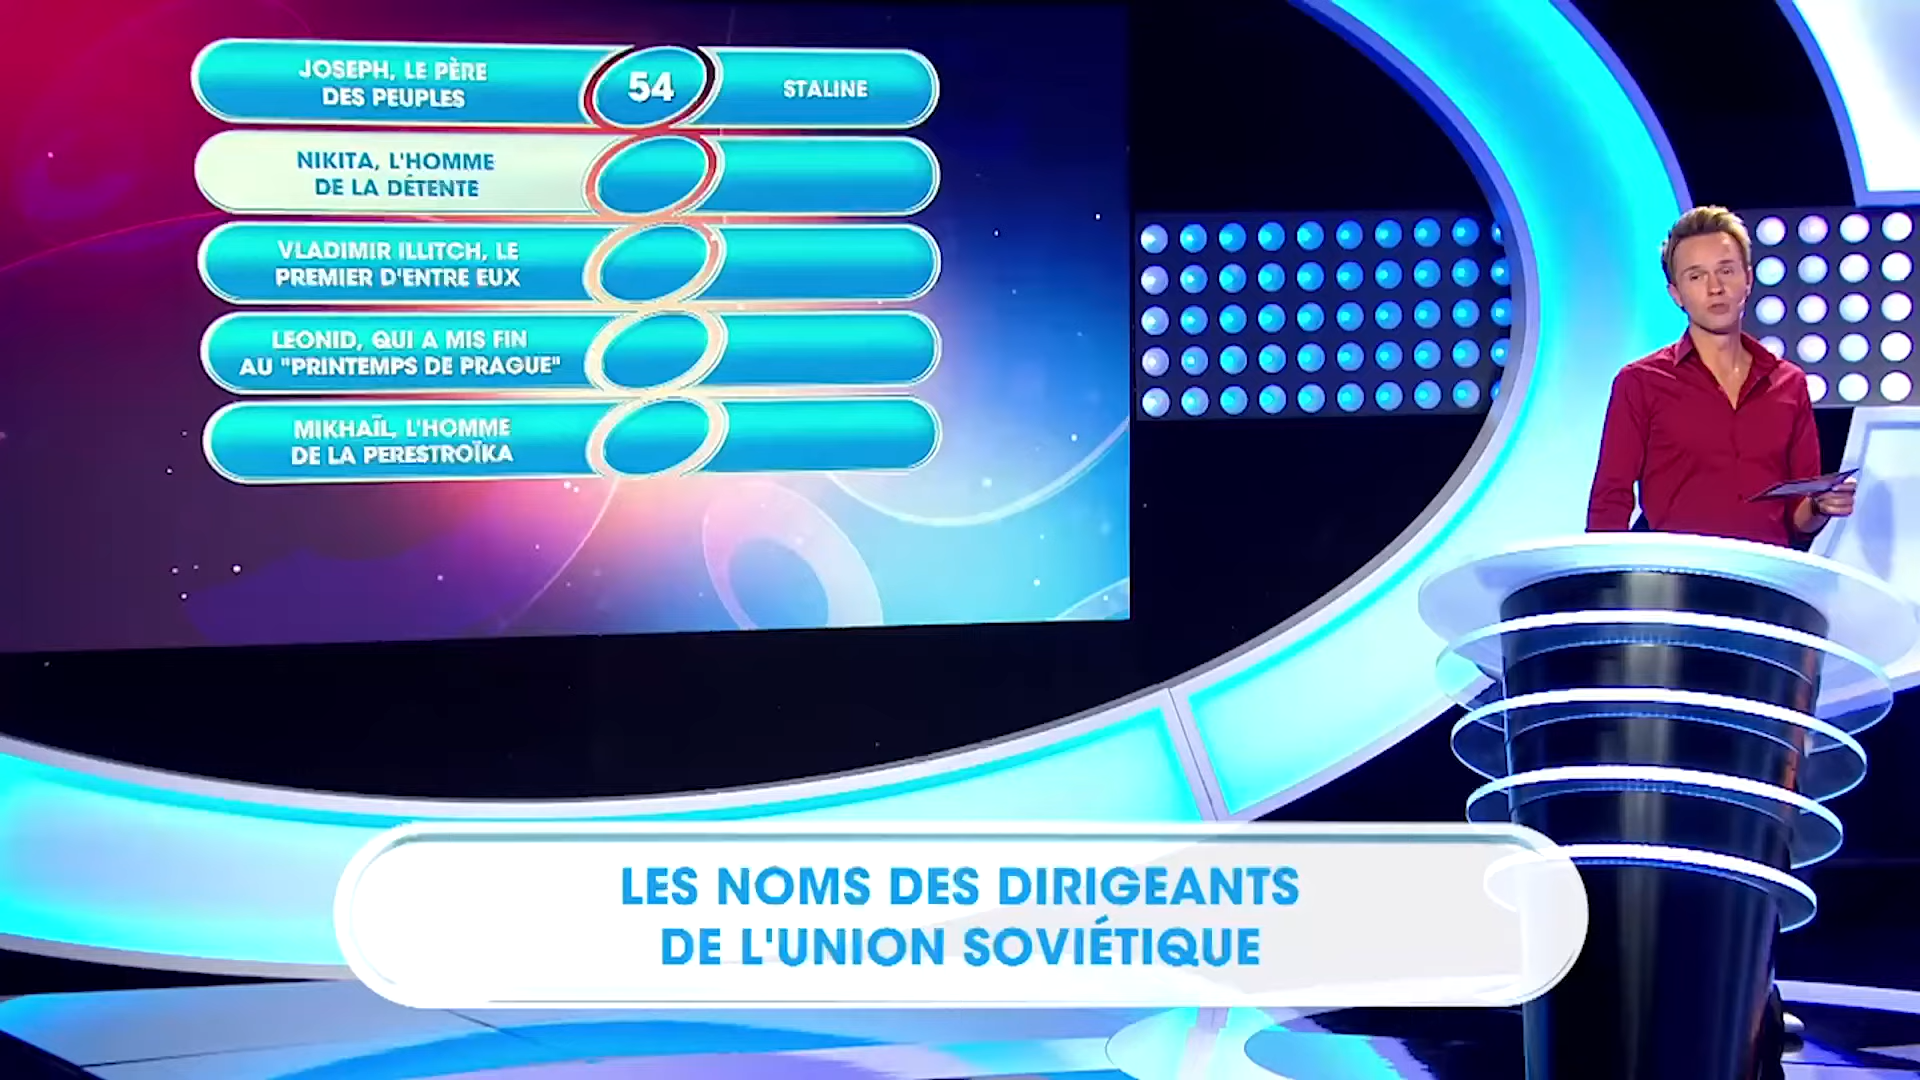 JOSEPH, LE PÈRE
DES PEUPLES
54
STALINE
NIKITA, L'HOMME
DE LA DÉTENTE
VLADIMIR ILLITCH, LE
PREMIER D'ENTRE EUX
LEONID, QUI A MIS FIN
AU "PRINTEMPS DE PRAGUE"
MIKHAÏL, L'HOMME
DE LA PERESTROÏKA
LES NOMS DES DIRIGEANTS
DE L'UNION SOVIÉTIQUE